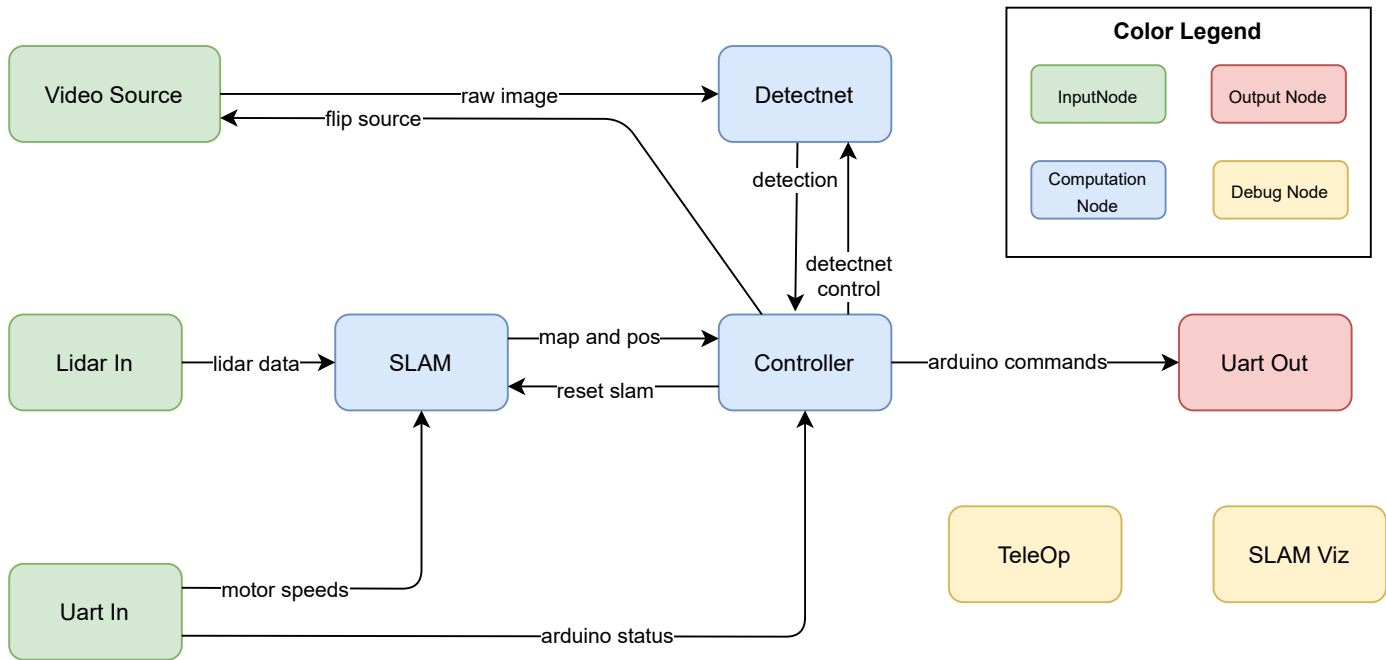 Color Legend
InputNode
Output Node
Computation
Node
Debug Node
Video Source
raw image
flip source
Detectnet
detection
detectnet
control
Lidar In
lidar data
SLAM
map and pos
reset slam
Controller
arduino commands
Uart Out
Uart In
motor speeds
arduino status
TeleOp
SLAM Viz